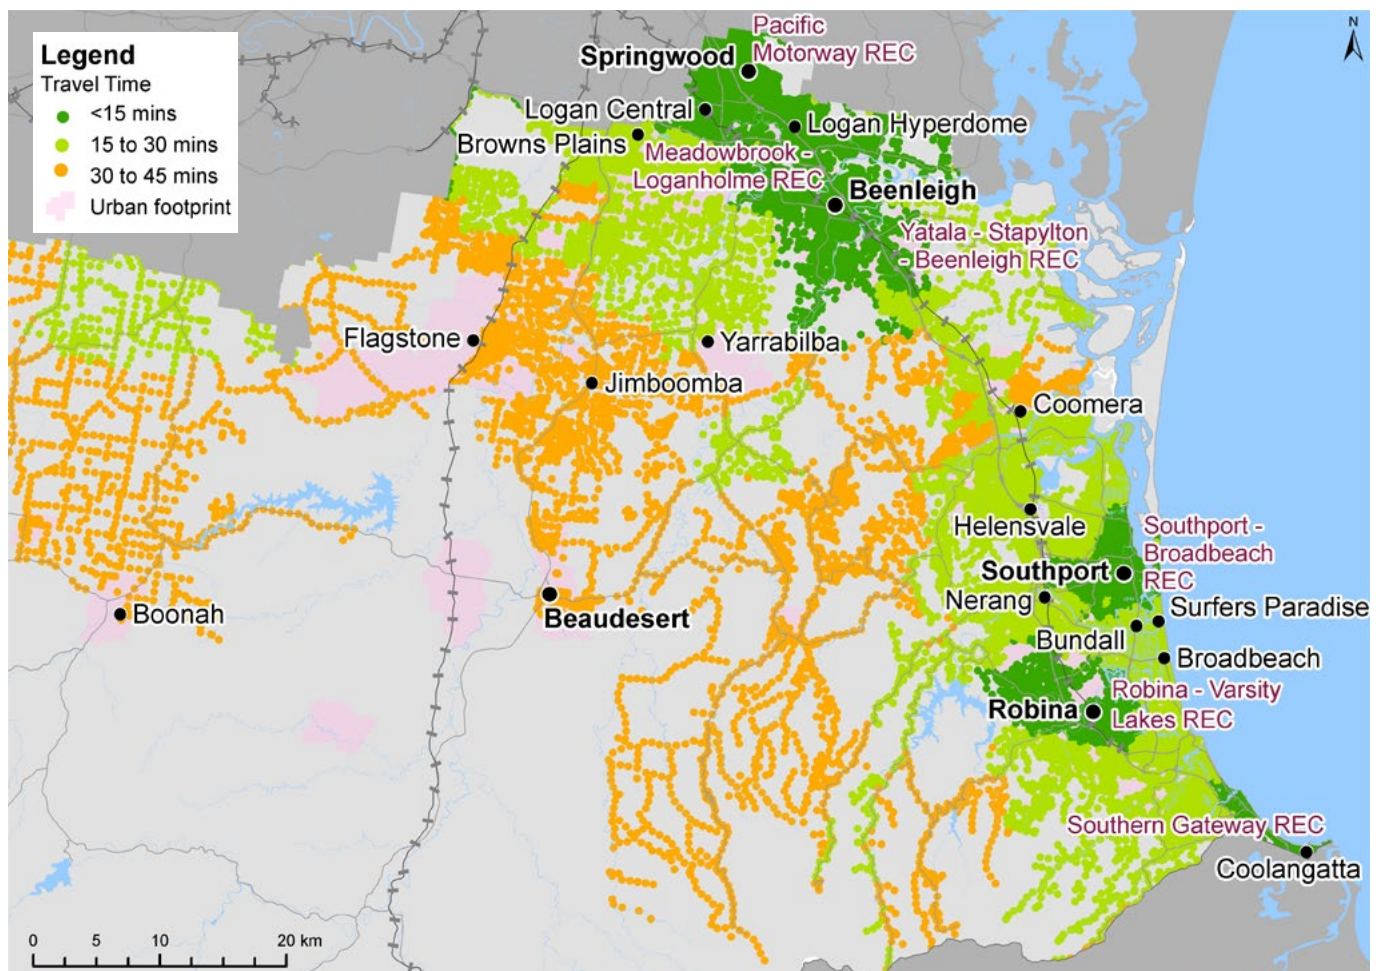 Legend
Travel Time
<15 mins
15 to 30 mins
30 to 45 mins
Urban footprint
N
Pacific
Motorway REC
Springwood
Logan Central
Logan Hyperdome
Browns Plains
Meadowbrook -
Loganholme REC
Beenleigh
Yatala - Stapylton
- Beenleigh REC
Flagstone
Yarrabilba
Jimboomba
Coomera
Helensvale
Southport -
Broadbeach
REC
Southport
Nerang
Surfers Paradise
Boonah
Beaudesert
Bundall
Broadbeach
Robina - Varsity
Lakes REC
Robina
Southern Gateway REC
Coolangatta
0 5 10 20 km